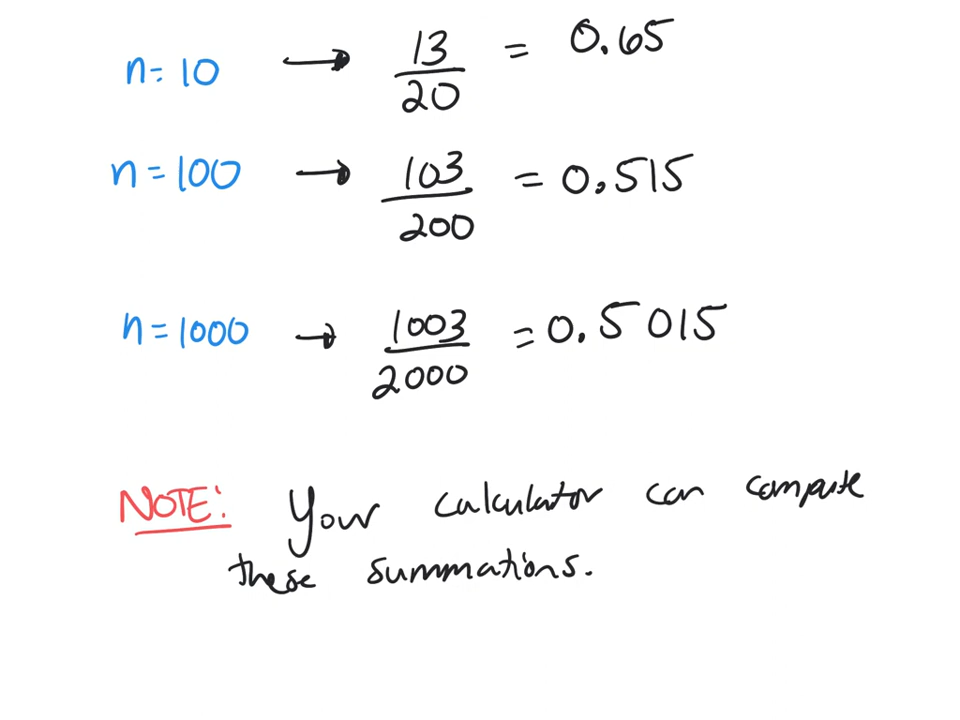 n = 10 → 13/20 = 0.65
n = 100 → 103/200 = 0.515
n = 1000 → 1003/2000 = 0.5015
NOTE: Your calculator can compute
these summations.